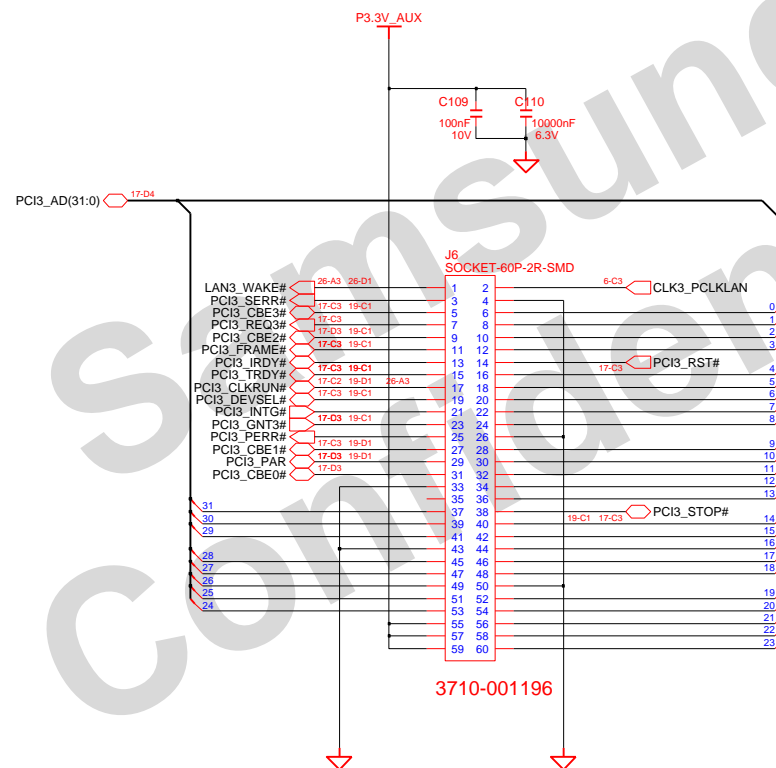 P3.3V_AUX
C109
C110
100nF
10000nF
10V
6.3V
PCI3_AD(31:0)
17-D4
J6
SOCKET-60P-2R-SMD
LAN3_WAKE# 26-A3 26-D1 1 2 6-C3 CLK3_PCLKLAN
PCI3_SERR# 3 4
PCI3_CBE3# 17-C3 19-C1 5 6 0
PCI3_REQ3# 17-C3 7 8 1
PCI3_CBE2# 17-D3 19-C1 9 10 2
PCI3_FRAME# 17-C3 19-C1 11 12 3
PCI3_IRDY# 13 14 17-C3 PCI3_RST#
PCI3_TRDY# 17-C3 19-C1 15 16 4
PCI3_CLKRUN# 17-C2 19-D1 26-A3 17 18 5
PCI3_DEVSEL# 17-C3 19-C1 19 20 6
PCI3_INTG# 21 22 7
PCI3_GNT3# 17-D3 19-C1 23 24 8
PCI3_PERR# 25 26
PCI3_CBE1# 17-C3 19-D1 27 28 9
PCI3_PAR 17-D3 19-D1 29 30 10
PCI3_CBE0# 17-D3 31 32 11
33 34 12
35 36 13
31 37 38 PCI3_STOP#
30 39 40 19-C1 17-C3 14
29 41 42 15
43 44 16
28 45 46 17
27 47 48 18
26 49 50
25 51 52 19
24 53 54 20
55 56 21
57 58 22
59 60 23
3710-001196
Samsung
Confiden